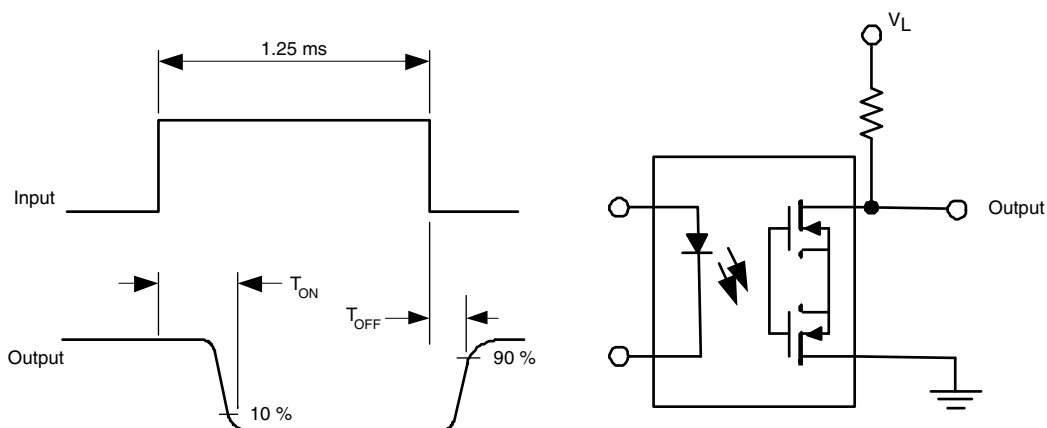 1.25 ms
Input
T_ON
T_OFF
Output
10 %
90 %
V_L
Output